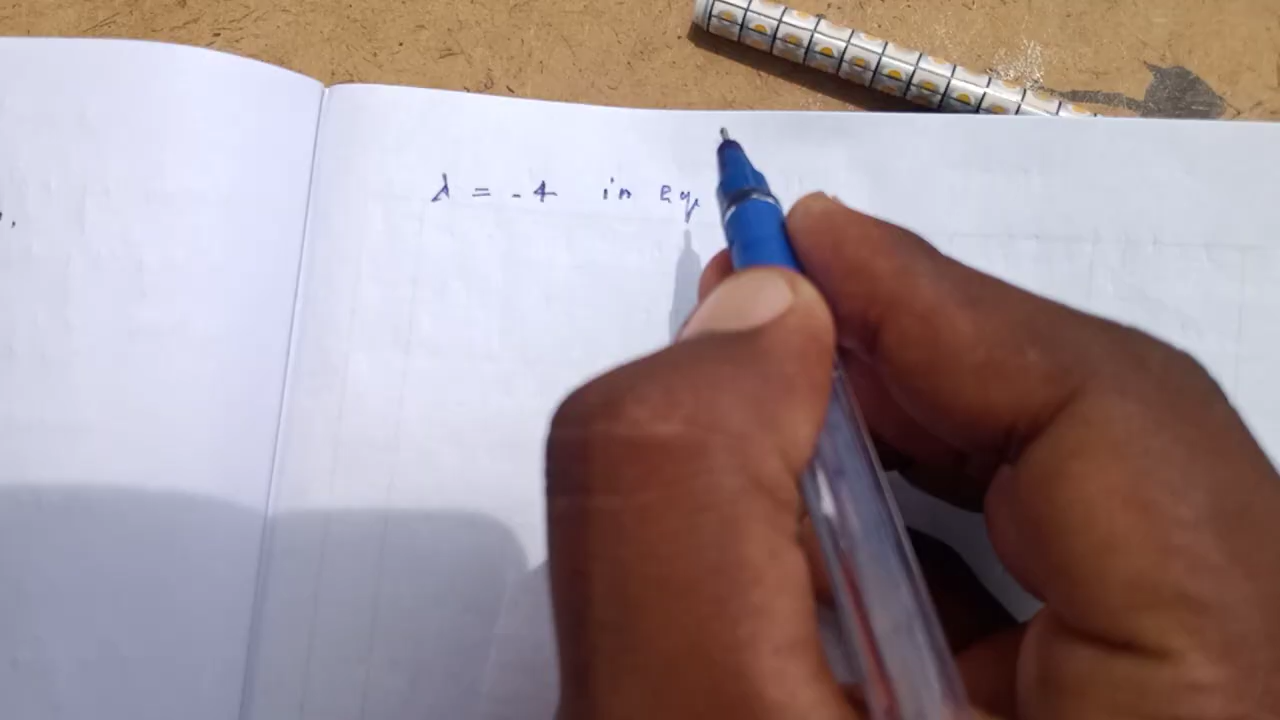 λ = -4 in eq